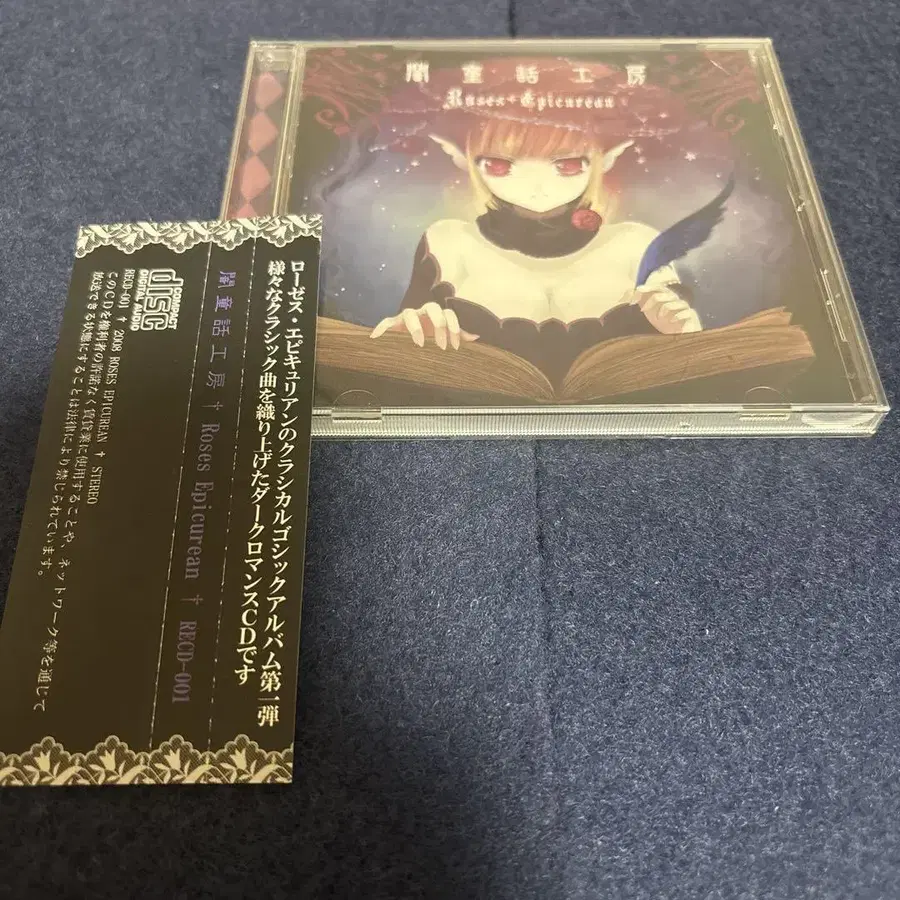 闇童話工房
Roses†Epicurean
ローゼス・エピキュリアンのクラシカルゴシックアルバム第一弾
様々なクラシック曲を織り上げたダークロマンスCDです
闇童話工房 † Roses Epicurean † RECD-001
COMPACT
disc
DIGITAL AUDIO
RECD-001 † 2008 ROSES EPICUREAN † STEREO
このCDを権利者の許諾なく賃貸業に使用することや、ネットワーク等を通じて
放送できる状態にすることは法律により禁じられています。